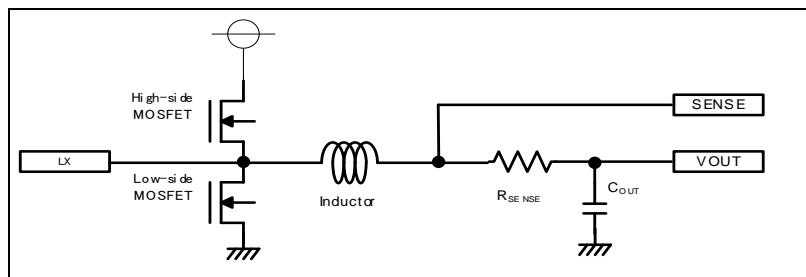 High-side
MOSFET
SENSE
LX
VOUT
Low-side
MOSFET
Inductor
RSENSE
COUT